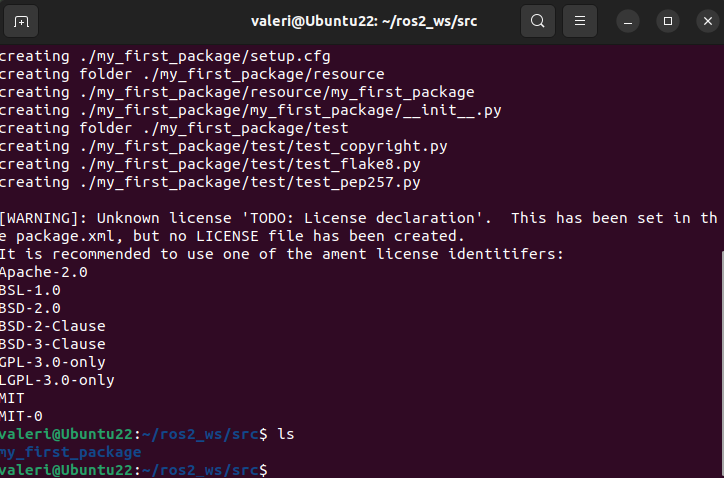 valeri@Ubuntu22: ~/ros2_ws/src
creating ./my_first_package/setup.cfg
creating folder ./my_first_package/resource
creating ./my_first_package/resource/my_first_package
creating ./my_first_package/my_first_package/__init__.py
creating folder ./my_first_package/test
creating ./my_first_package/test/test_copyright.py
creating ./my_first_package/test/test_flake8.py
creating ./my_first_package/test/test_pep257.py
[WARNING]: Unknown license 'TODO: License declaration'.  This has been set in th
e package.xml, but no LICENSE file has been created.
It is recommended to use one of the ament license identitifers:
Apache-2.0
BSL-1.0
BSD-2.0
BSD-2-Clause
BSD-3-Clause
GPL-3.0-only
LGPL-3.0-only
MIT
MIT-0
valeri@Ubuntu22:~/ros2_ws/src$ ls
my_first_package
valeri@Ubuntu22:~/ros2_ws/src$